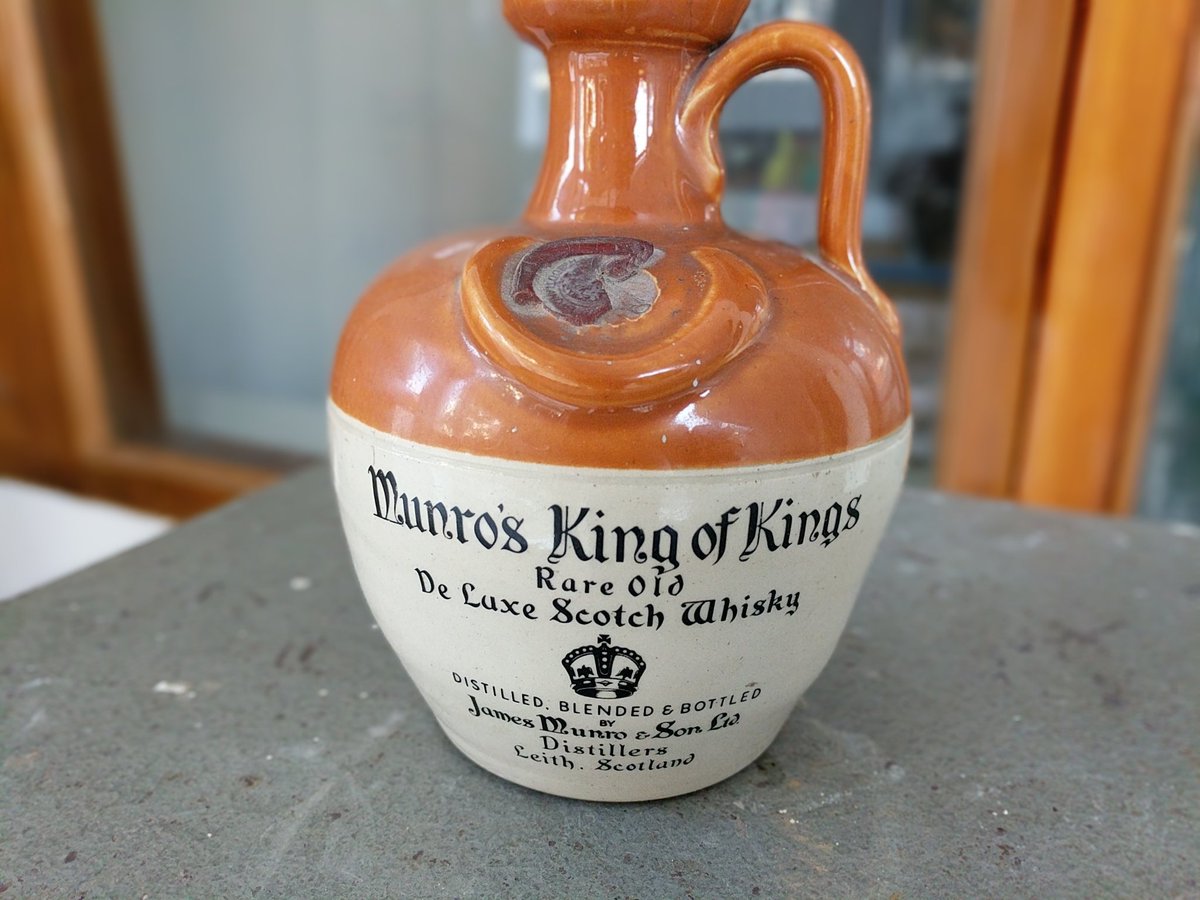 Munro's King of Kings
Rare Old
De Luxe Scotch Whisky
DISTILLED, BLENDED & BOTTLED
BY
James Munro & Son Ltd.
Distillers
Leith, Scotland